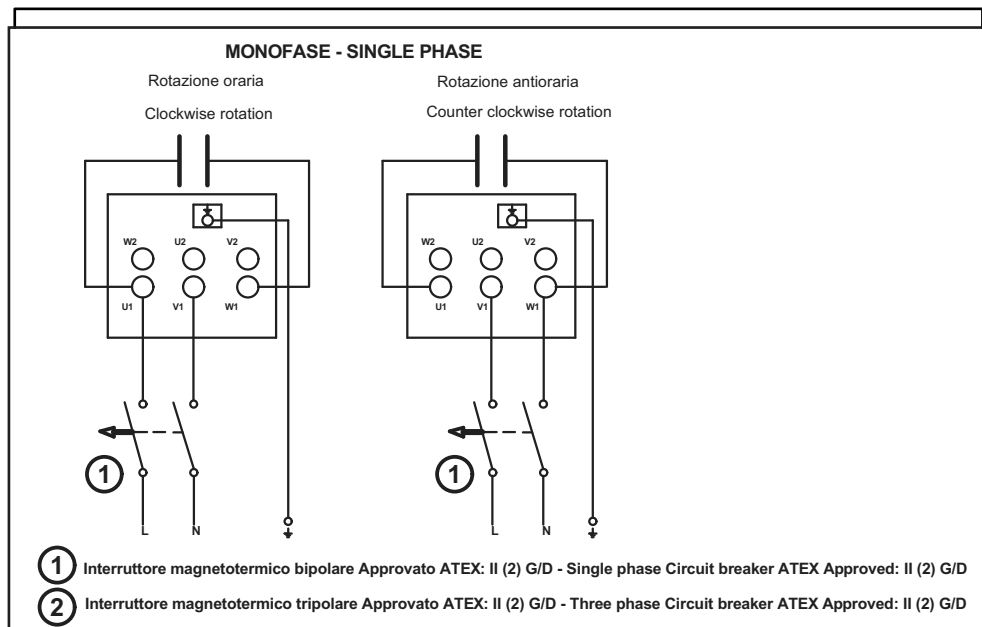 MONOFASE - SINGLE PHASE
Rotazione oraria
Rotazione antioraria
Clockwise rotation
Counter clockwise rotation
W2 U2 V2
W2 U2 V2
U1 V1 W1
U1 V1 W1
1
1
L N
L N
1 Interruttore magnetotermico bipolare Approvato ATEX: II (2) G/D - Single phase Circuit breaker ATEX Approved: II (2) G/D
2 Interruttore magnetotermico tripolare Approvato ATEX: II (2) G/D - Three phase Circuit breaker ATEX Approved: II (2) G/D